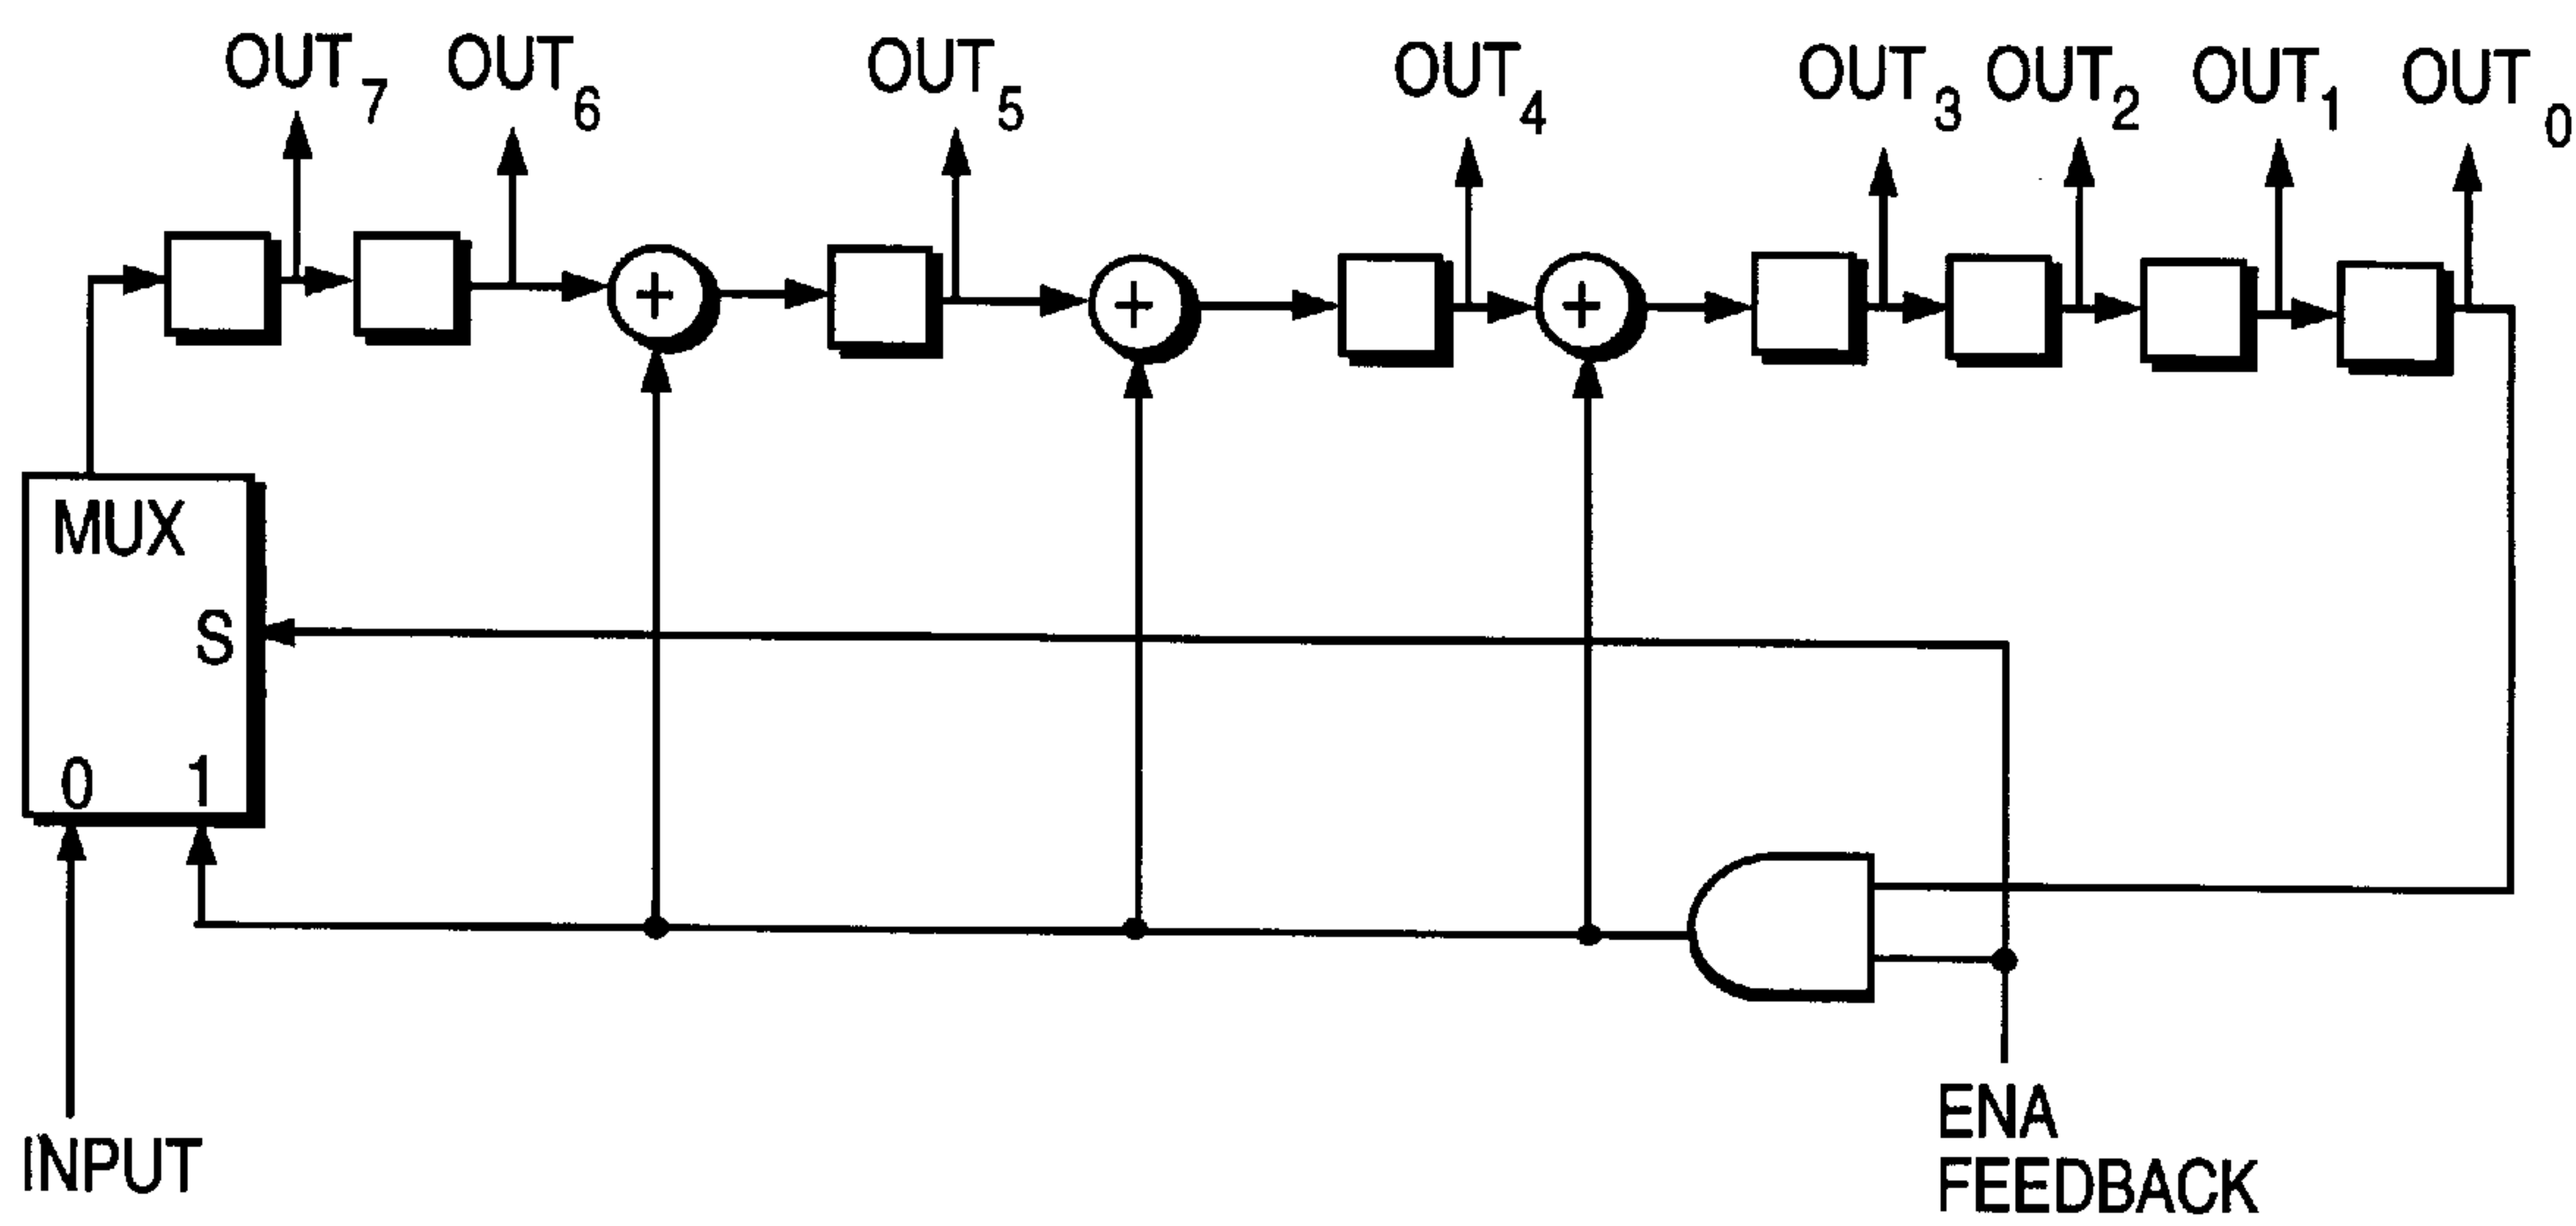 OUT7 OUT6 OUT5 OUT4 OUT3 OUT2 OUT1 OUT0
+ + +
MUX
S
0 1
INPUT
ENA
FEEDBACK